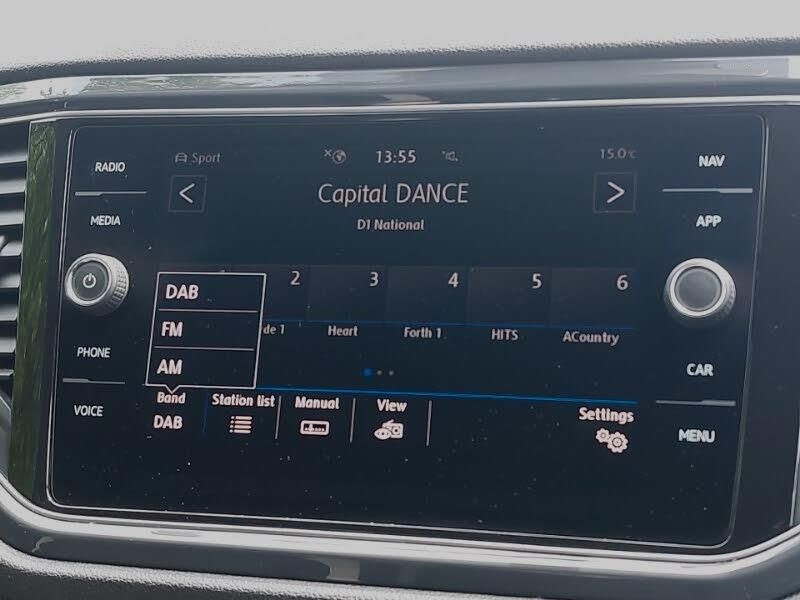 RADIO
MEDIA
PHONE
VOICE
Sport
13:55
15.0°c
< Capital DANCE >
D1 National
2 3 4 5 6
de 1 Heart Forth 1 HITS ACountry
DAB
FM
AM
Band Station list Manual View Settings
DAB
NAV
APP
CAR
MENU